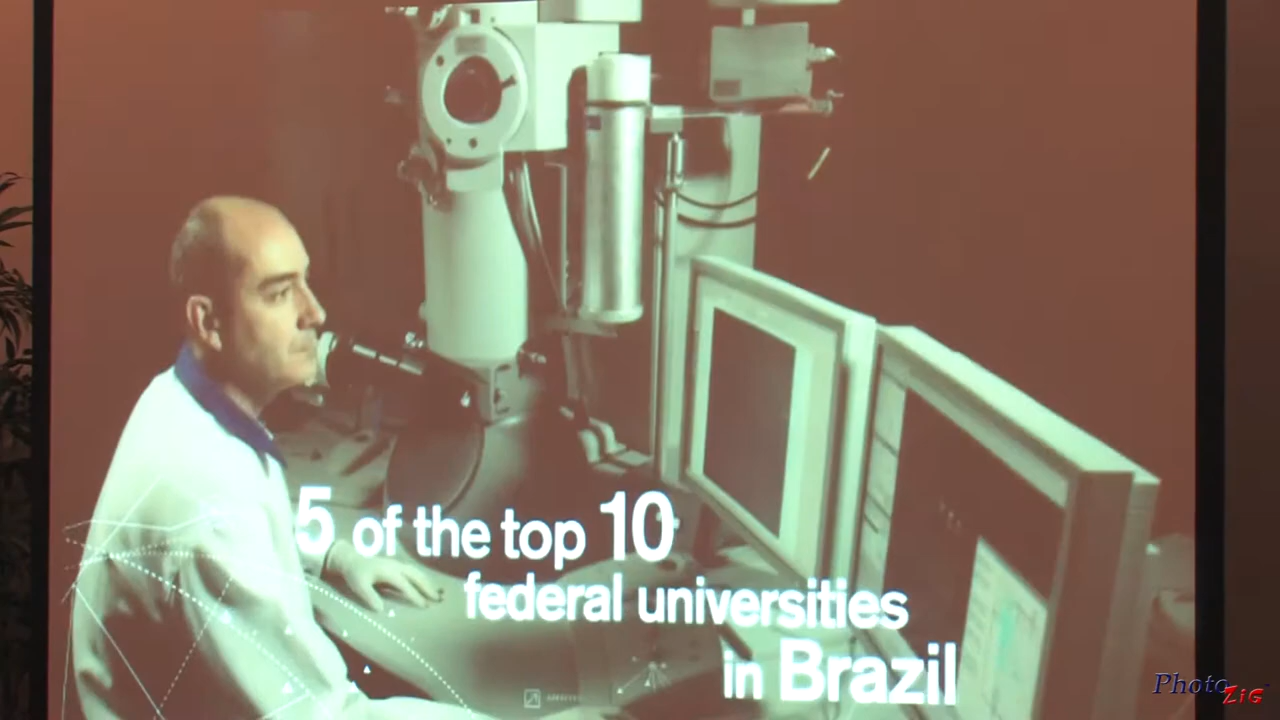 5 of the top 10
federal universities
in Brazil
PhotoZig